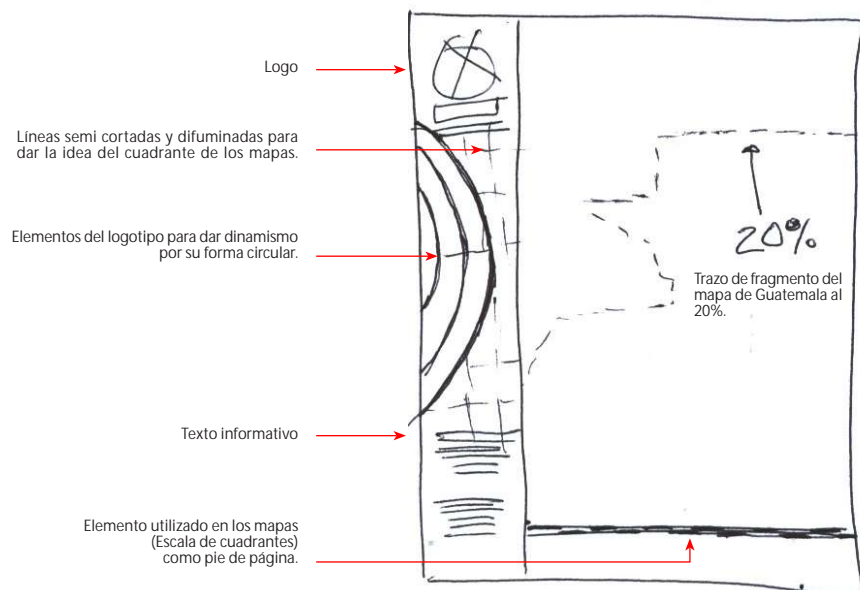 Logo
Líneas semi cortadas y difuminadas para
dar la idea del cuadrante de los mapas.
Elementos del logotipo para dar dinamismo
por su forma circular.
20%
Trazo de fragmento del
mapa de Guatemala al
20%.
Texto informativo
Elemento utilizado en los mapas
(Escala de cuadrantes)
como pie de página.